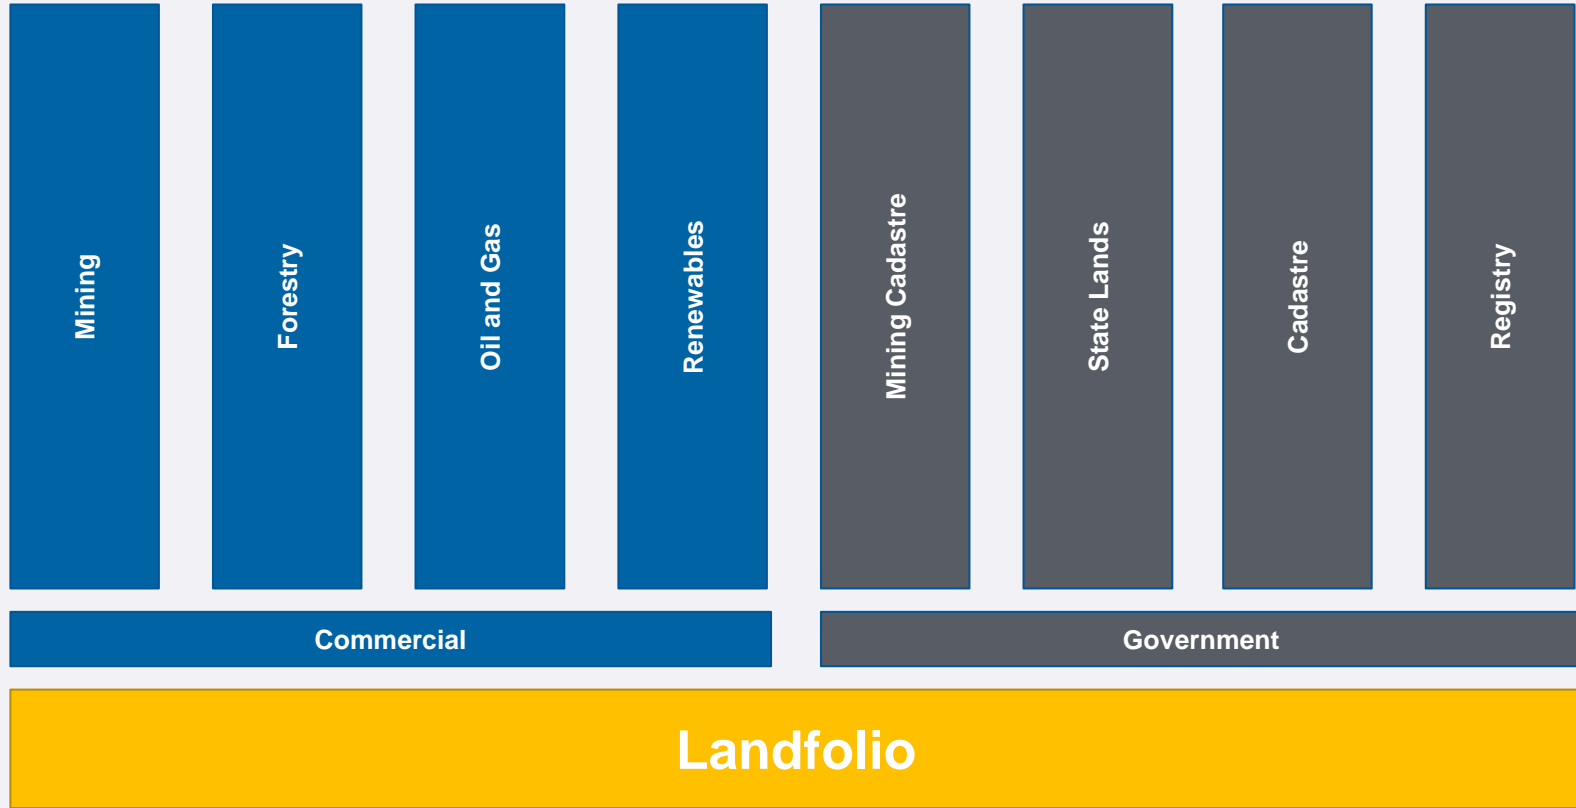 Mining
Forestry
Oil and Gas
Renewables
Mining Cadastre
State Lands
Cadastre
Registry
Commercial
Government
Landfolio